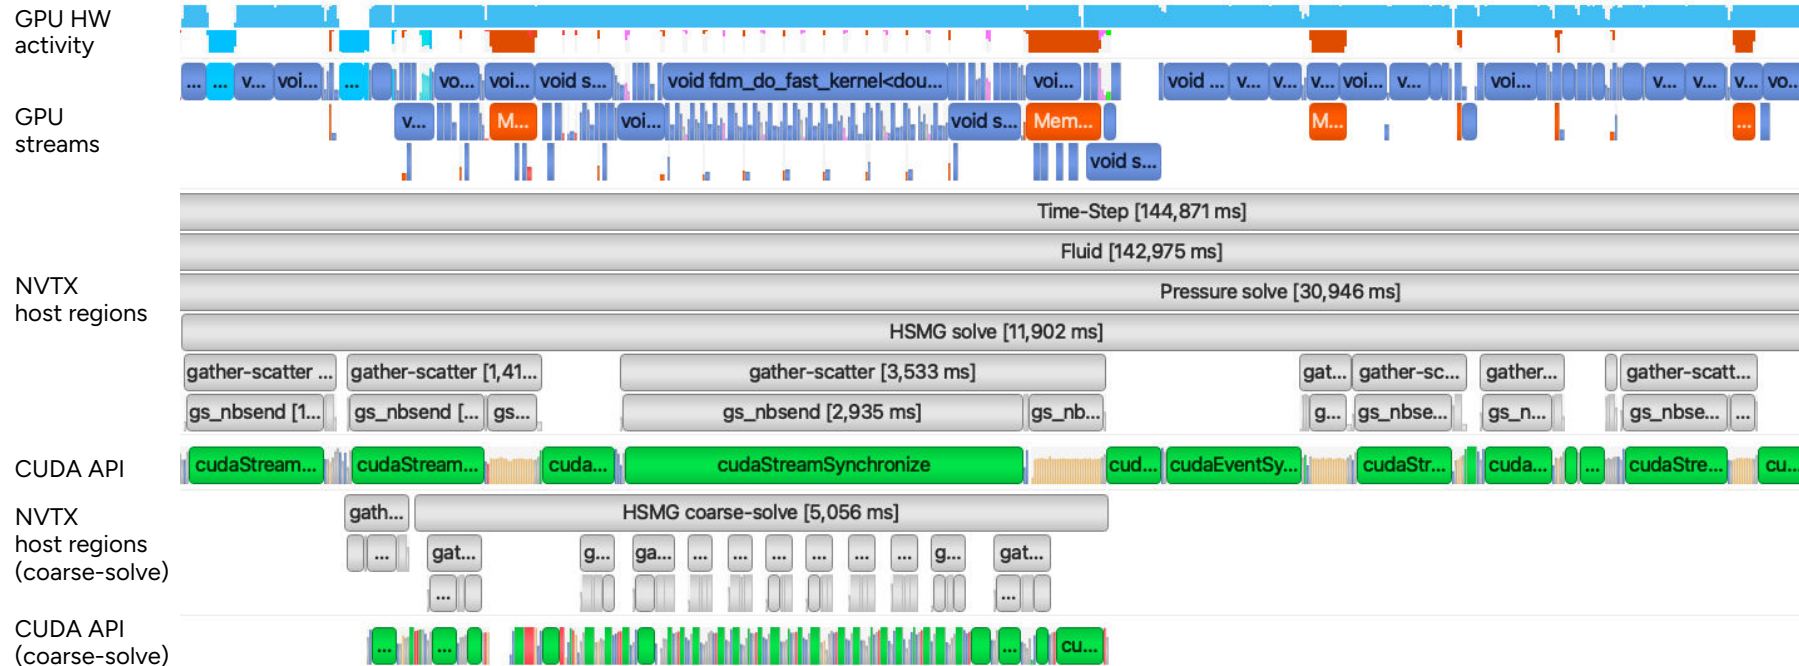 GPU HW
activity
... ... v... voi... ... vo... voi... void s... void fdm_do_fast_kernel<dou... voi... void ... v... v... v... voi... v... voi... v... v... v... vo...
GPU
streams
v... M... voi... void s... Mem... M... ...
void s...
Time-Step [144,871 ms]
Fluid [142,975 ms]
NVTX
host regions
Pressure solve [30,946 ms]
HSMG solve [11,902 ms]
gather-scatter ... gather-scatter [1,41... gather-scatter [3,533 ms] gat... gather-sc... gather... gather-scatt...
gs_nbsend [1... gs_nbsend [... gs... gs_nbsend [2,935 ms] gs_nb... g... gs_nbse... gs_n... gs_nbse... ...
CUDA API
cudaStream... cudaStream... cuda... cudaStreamSynchronize cud... cudaEventSy... cudaStr... cuda... ... cudaStre... cu...
NVTX
host regions
(coarse-solve)
gath... HSMG coarse-solve [5,056 ms]
... gat... g... ga... ... ... ... ... ... ... g... gat...
... ...
CUDA API
(coarse-solve)
... ... ... cu...